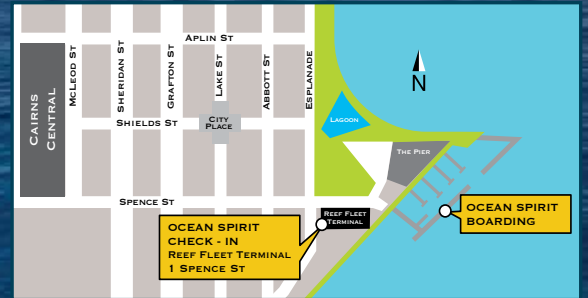 Aplin St
McLeod St
Sheridan St
Grafton St
Lake St
Abbott St
Esplanade
N
Cairns
Central
Lagoon
City
Place
Shields St
The Pier
Spence St
Reef Fleet
Terminal
OCEAN SPIRIT
BOARDING
OCEAN SPIRIT
CHECK - IN
Reef Fleet Terminal
1 Spence St